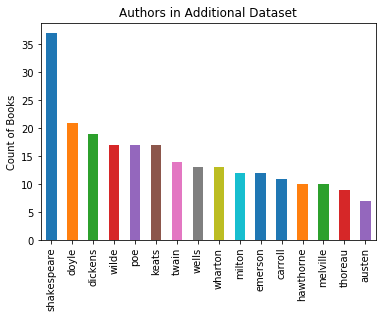 Authors in Additional Dataset
Count of Books
35
30
25
20
15
10
5
0
shakespeare
doyle
dickens
wilde
poe
keats
twain
wells
wharton
milton
emerson
carroll
hawthorne
melville
thoreau
austen